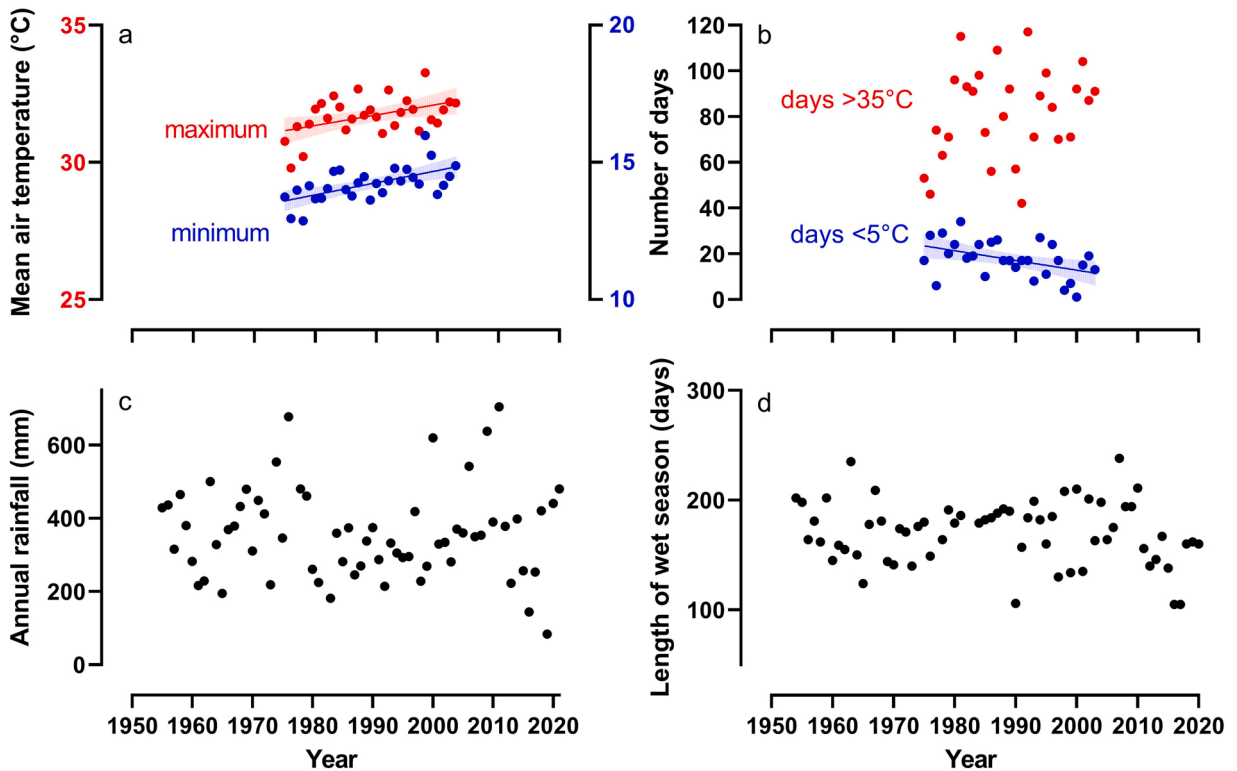 a
Mean air temperature (°C)
35
30
25
maximum
minimum
20
15
10
b
Number of days
120
100
80
60
40
20
0
days >35°C
days <5°C
c
Annual rainfall (mm)
600
400
200
0
1950 1960 1970 1980 1990 2000 2010 2020
Year
d
Length of wet season (days)
300
200
100
1950 1960 1970 1980 1990 2000 2010 2020
Year